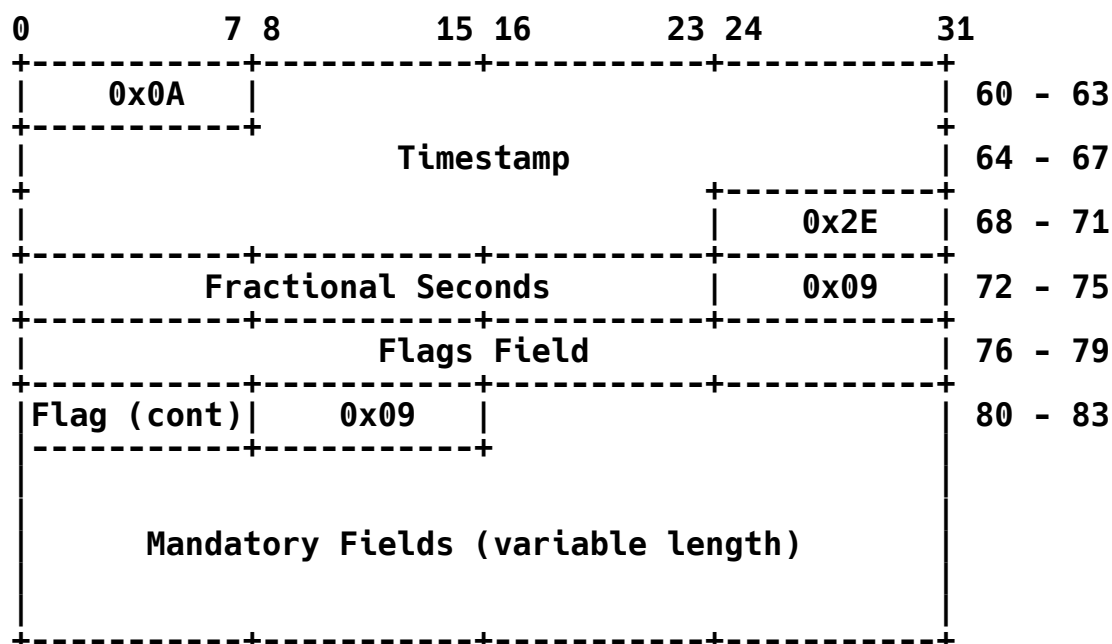 0             7 8          15 16         23 24          31
+-----------+-----------+-----------+-----------+
|    0x0A   |                                   | 60 - 63
+-----------+                                   +
|                   Timestamp                   | 64 - 67
+                                   +-----------+
|                                   |    0x2E   | 68 - 71
+-----------+-----------+-----------+-----------+
|         Fractional Seconds        |    0x09   | 72 - 75
+-----------+-----------+-----------+-----------+
|                  Flags Field                  | 76 - 79
+-----------+-----------+-----------+-----------+
|Flag (cont)|    0x09   |                       | 80 - 83
|-----------+-----------+                       |
|                                               |
|      Mandatory Fields (variable length)       |
|                                               |
+-----------+-----------+-----------+-----------+